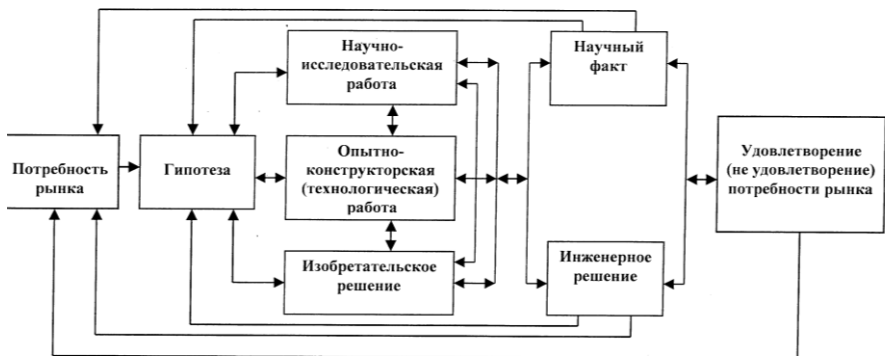 Научно-
исследовательская
работа
Научный
факт
Потребность
рынка
Гипотеза
Опытно-
конструкторская
(технологическая)
работа
Удовлетворение
(не удовлетворение)
потребности рынка
Изобретательское
решение
Инженерное
решение